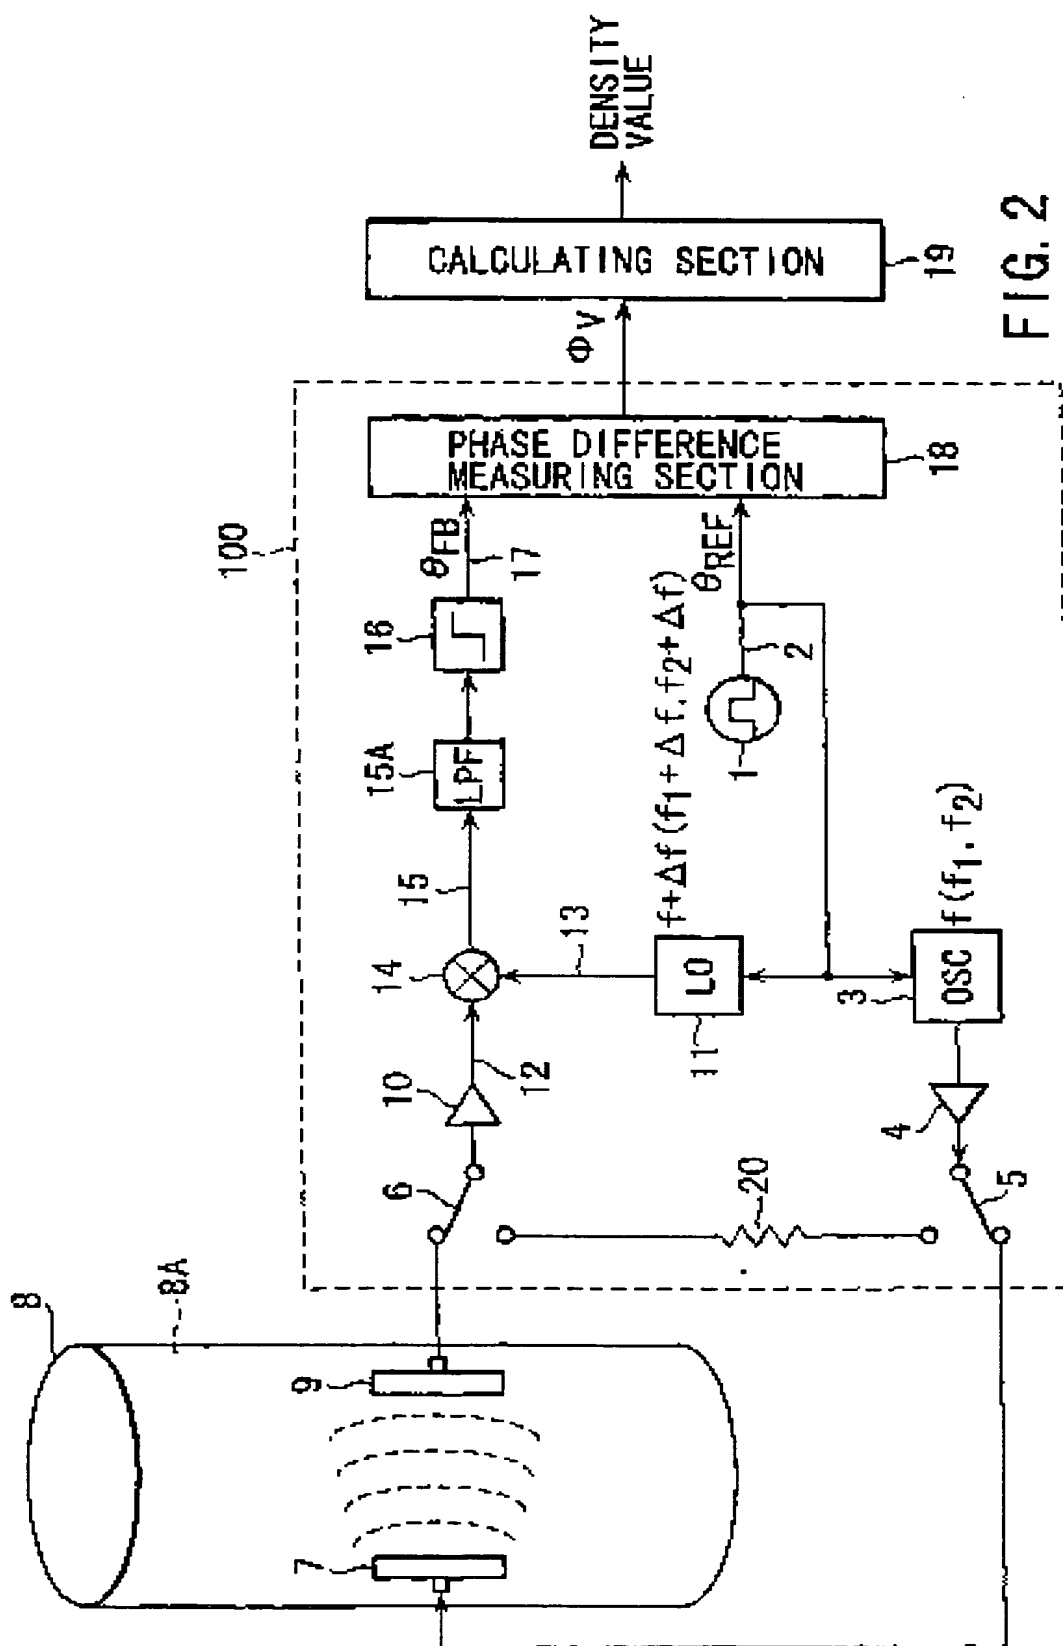 100
8
8A
9
7
6
10
12
14
15
15A
LPF
16
θFB
17
PHASE DIFFERENCE
MEASURING SECTION
18
ΦV
CALCULATING SECTION
19
DENSITY
VALUE
13
LO
11
f+Δf(f1+Δf, f2+Δf)
1
2
θREF
20
5
4
3
OSC
f(f1, f2)
FIG. 2